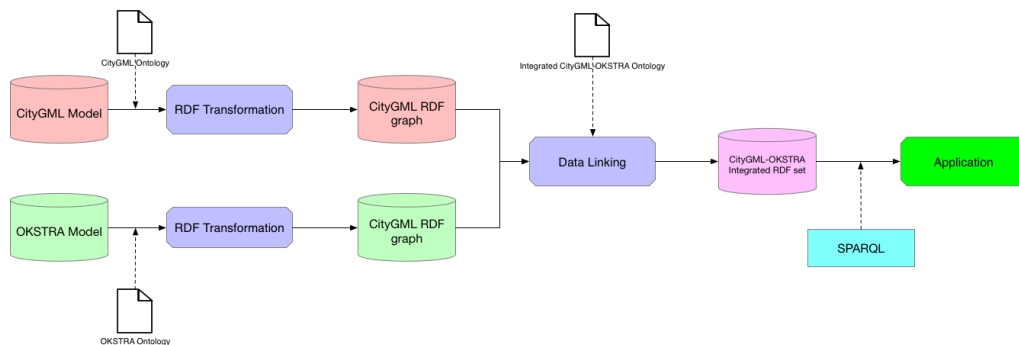 CityGML Ontology
Integrated CityGML-OKSTRA Ontology
CityGML Model
RDF Transformation
CityGML RDF
graph
Data Linking
CityGML-OKSTRA
Integrated RDF set
Application
OKSTRA Model
RDF Transformation
CityGML RDF
graph
SPARQL
OKSTRA Ontology